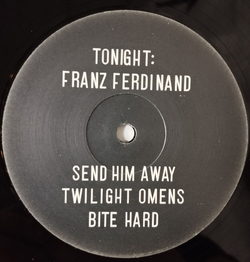 TONIGHT:
FRANZ FERDINAND
SEND HIM AWAY
TWILIGHT OMENS
BITE HARD